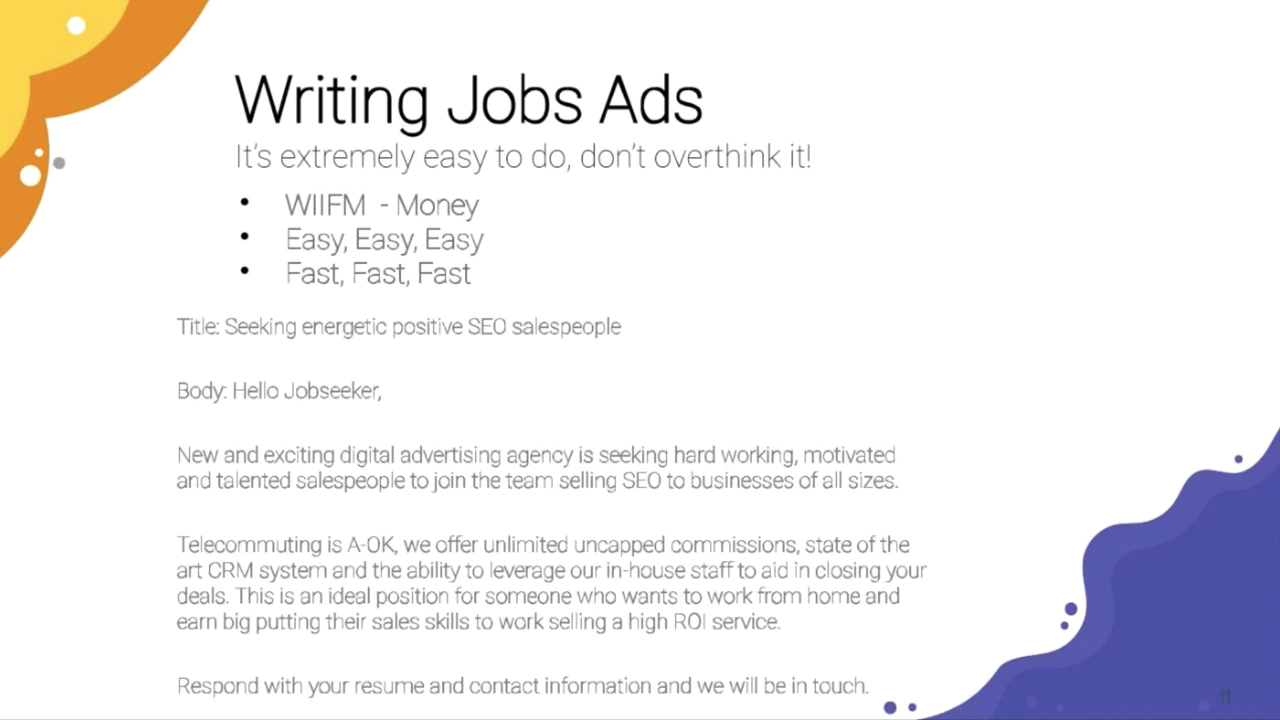 Writing Jobs Ads
It's extremely easy to do, don't overthink it!
• WIIFM - Money
• Easy, Easy, Easy
• Fast, Fast, Fast
Title: Seeking energetic positive SEO salespeople
Body: Hello Jobseeker,
New and exciting digital advertising agency is seeking hard working, motivated
and talented salespeople to join the team selling SEO to businesses of all sizes.
Telecommuting is A-OK, we offer unlimited uncapped commissions, state of the
art CRM system and the ability to leverage our in-house staff to aid in closing your
deals. This is an ideal position for someone who wants to work from home and
earn big putting their sales skills to work selling a high ROI service.
Respond with your resume and contact information and we will be in touch.
11